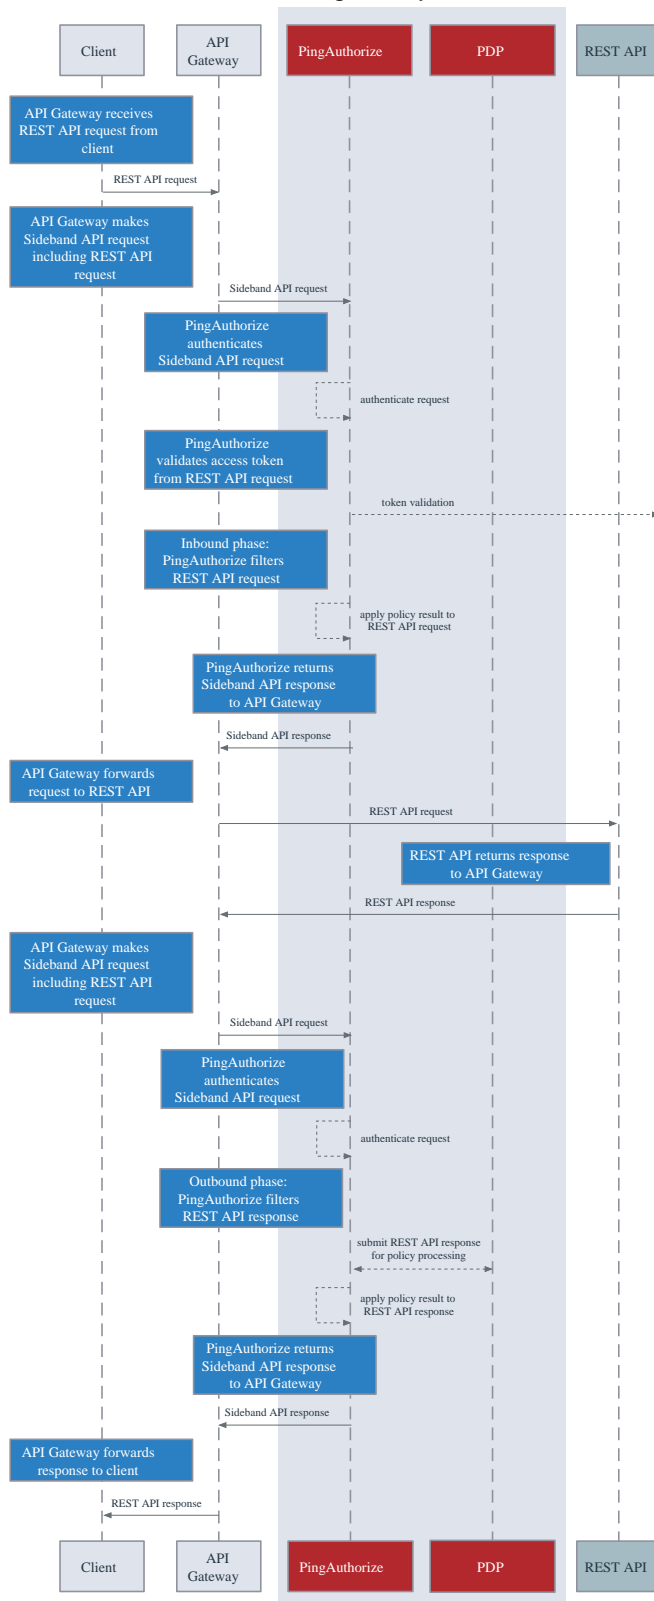 Client
API
Gateway
PingAuthorize
PDP
REST API
API Gateway receives
REST API request from
client
REST API request
API Gateway makes
Sideband API request
including REST API
request
Sideband API request
PingAuthorize
authenticates
Sideband API request
authenticate request
PingAuthorize
validates access token
from REST API request
token validation
Inbound phase:
PingAuthorize filters
REST API request
apply policy result to
REST API request
PingAuthorize returns
Sideband API response
to API Gateway
Sideband API response
API Gateway forwards
request to REST API
REST API request
REST API returns response
to API Gateway
REST API response
API Gateway makes
Sideband API request
including REST API
request
Sideband API request
PingAuthorize
authenticates
Sideband API request
authenticate request
Outbound phase:
PingAuthorize filters
REST API response
submit REST API response
for policy processing
apply policy result to
REST API response
PingAuthorize returns
Sideband API response
to API Gateway
Sideband API response
API Gateway forwards
response to client
REST API response
Client
API
Gateway
PingAuthorize
PDP
REST API